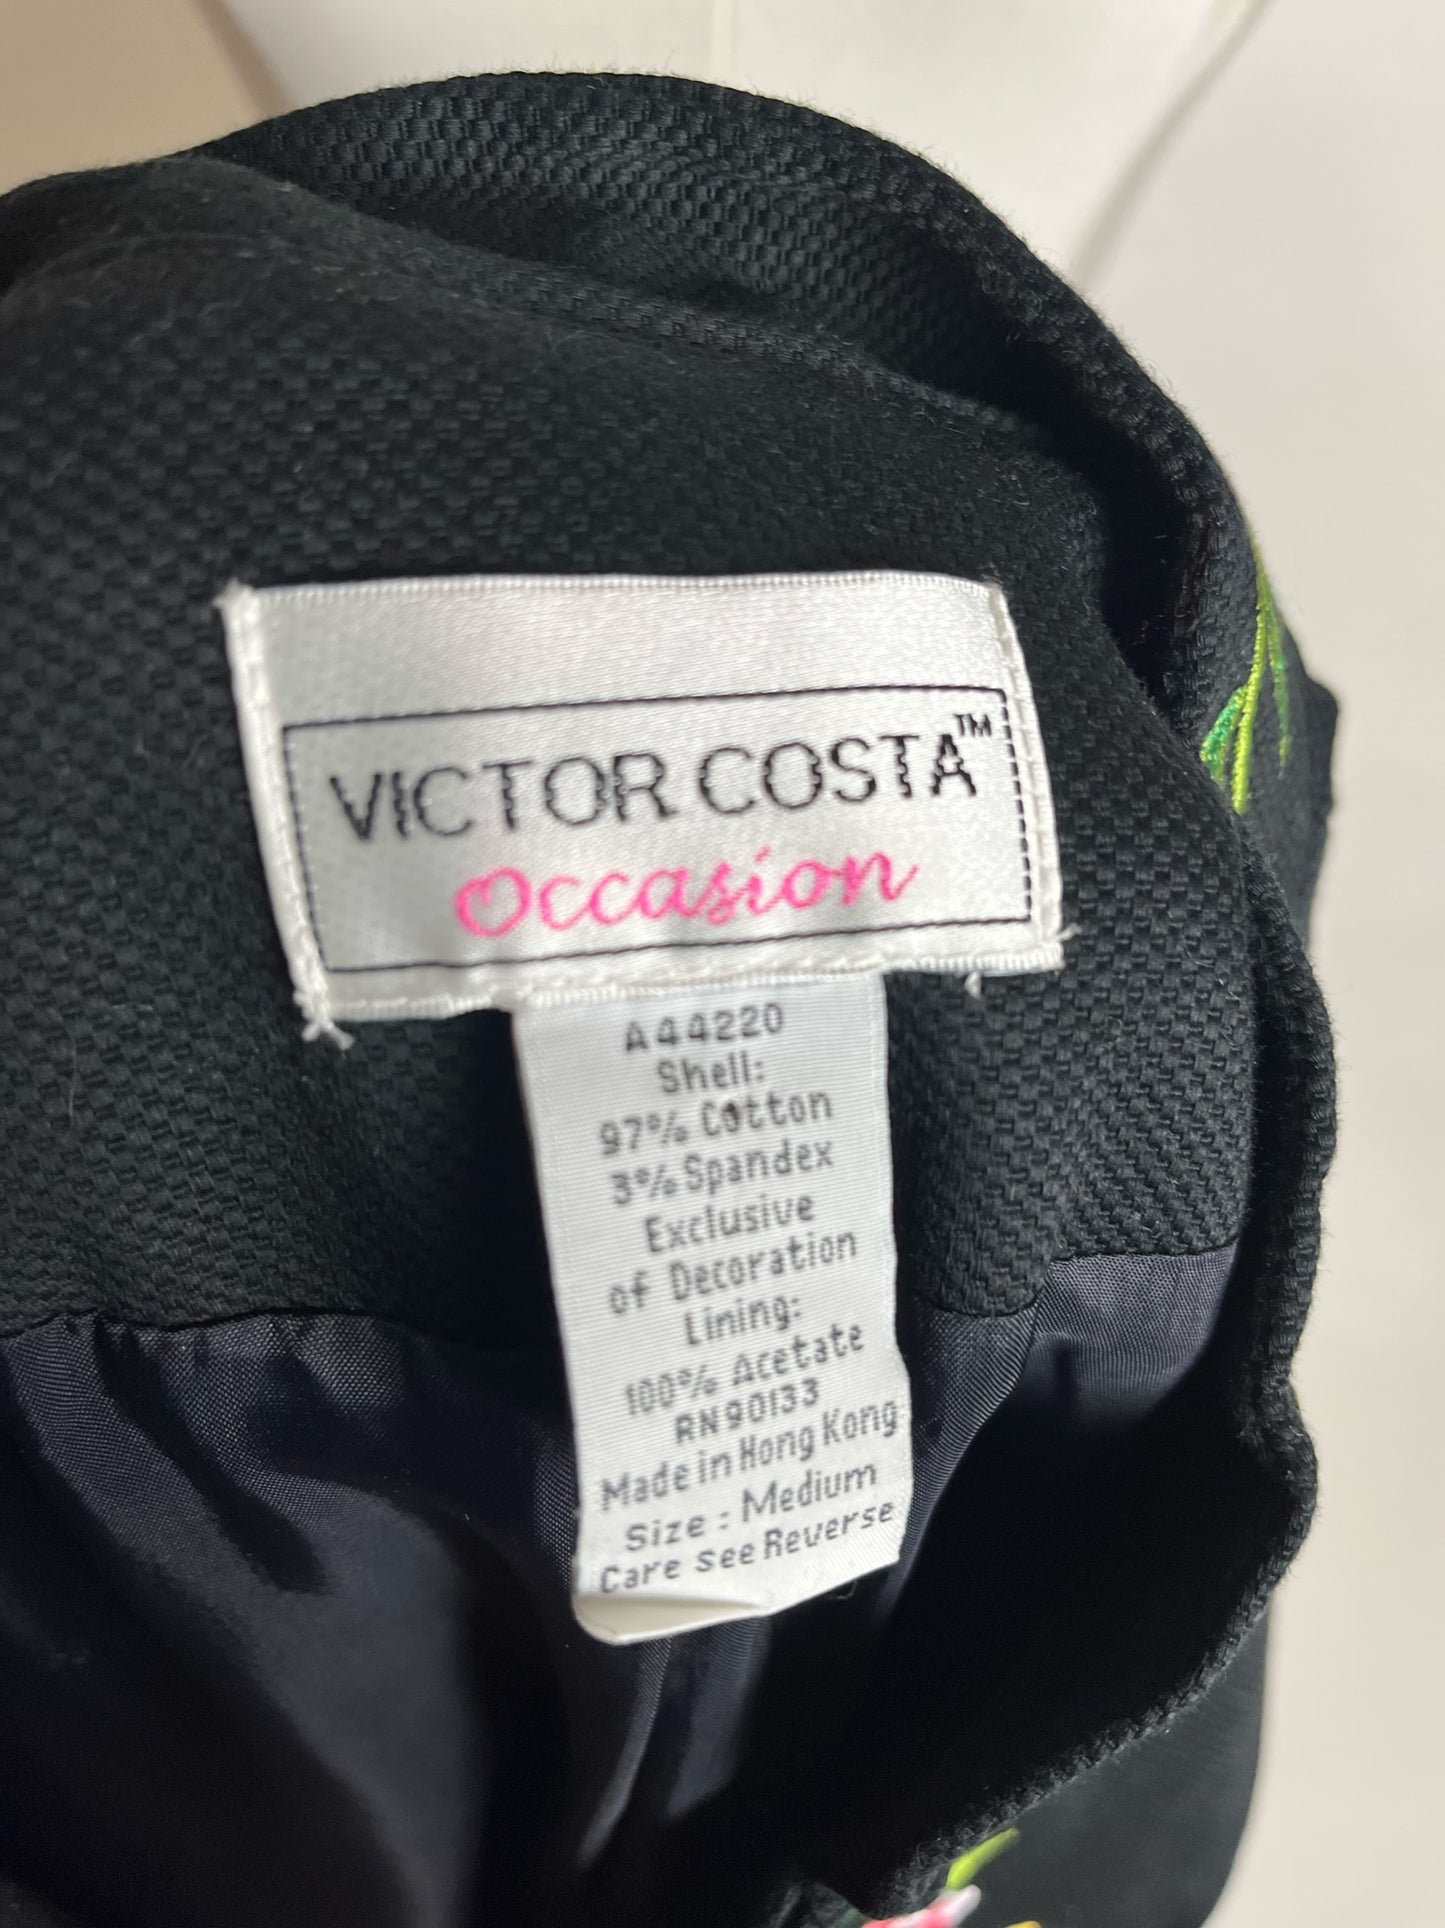 VICTOR COSTA™
Occasion
A44220
Shell:
97% Cotton
3% Spandex
Exclusive
of Decoration
Lining:
100% Acetate
RN90133
Made in Hong Kong
Size : Medium
Care see Reverse